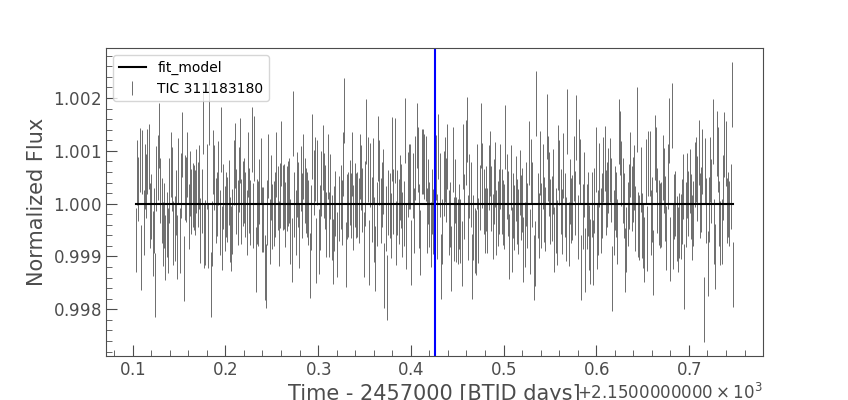 fit_model
TIC 311183180
1.002
1.001
1.000
0.999
0.998
Normalized Flux
0.1 0.2 0.3 0.4 0.5 0.6 0.7
Time - 2457000 [BTJD days]
+2.1500000000 × 10³